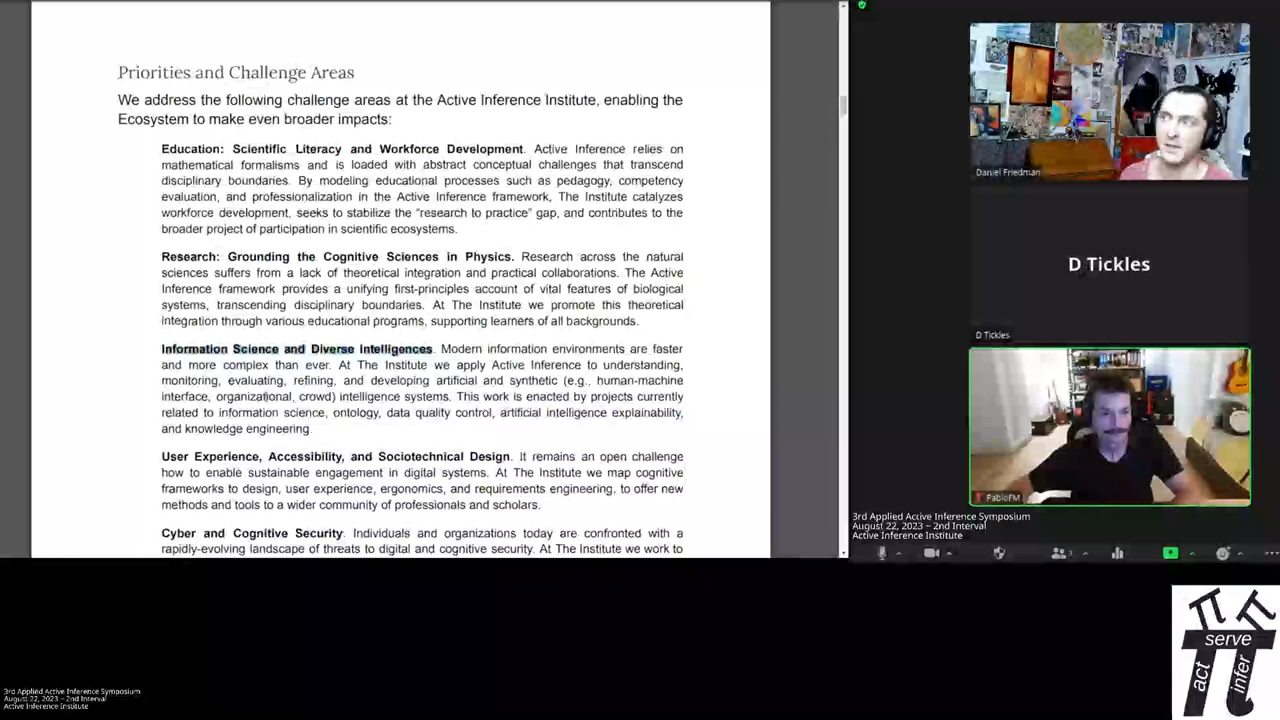 Priorities and Challenge Areas
We address the following challenge areas at the Active Inference Institute, enabling the
Ecosystem to make even broader impacts:
Education: Scientific Literacy and Workforce Development. Active Inference relies on
mathematical formalisms and is loaded with abstract conceptual challenges that transcend
disciplinary boundaries. By modeling educational processes such as pedagogy, competency
evaluation, and professionalization in the Active Inference framework, The Institute catalyzes
workforce development, seeks to stabilize the “research to practice” gap, and contributes to the
broader project of participation in scientific ecosystems.
Research: Grounding the Cognitive Sciences in Physics. Research across the natural
sciences suffers from a lack of theoretical integration and practical collaborations. The Active
Inference framework provides a unifying first-principles account of vital features of biological
systems, transcending disciplinary boundaries. At The Institute we promote this theoretical
integration through various educational programs, supporting learners of all backgrounds.
Information Science and Diverse Intelligences. Modern information environments are faster
and more complex than ever. At The Institute we apply Active Inference to understanding,
monitoring, evaluating, refining, and developing artificial and synthetic (e.g., human-machine
interface, organizational, crowd) intelligence systems. This work is enacted by projects currently
related to information science, ontology, data quality control, artificial intelligence explainability,
and knowledge engineering.
User Experience, Accessibility, and Sociotechnical Design. It remains an open challenge
how to enable sustainable engagement in digital systems. At The Institute we map cognitive
frameworks to design, user experience, ergonomics, and requirements engineering, to offer new
methods and tools to a wider community of professionals and scholars.
Cyber and Cognitive Security. Individuals and organizations today are confronted with a
rapidly-evolving landscape of threats to digital and cognitive security. At The Institute we work to
Daniel Friedman
D Tickles
D Tickles
PabloFM
3rd Applied Active Inference Symposium
August 22, 2023 ~ 2nd Interval
Active Inference Institute
3
serve
act
infer
3rd Applied Active Inference Symposium
August 22, 2023 ~ 2nd Interval
Active Inference Institute